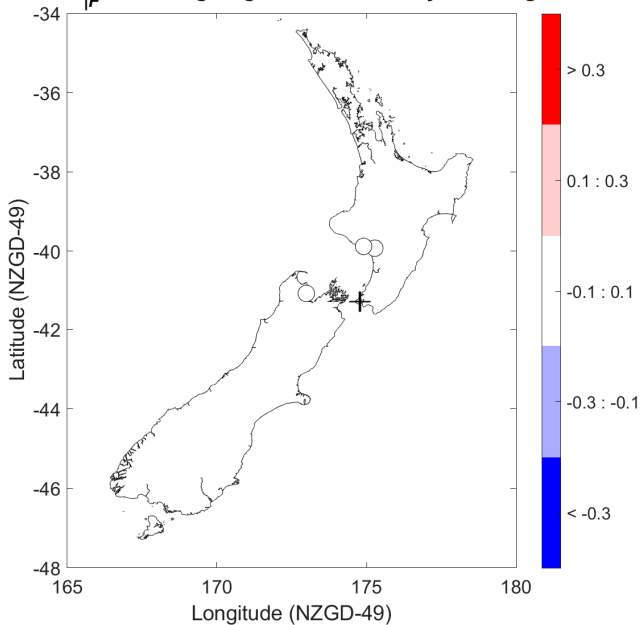 -34
-36
-38
-40
-42
-44
-46
-48
165
170
175
180
Longitude (NZGD-49)
Latitude (NZGD-49)
> 0.3
0.1 : 0.3
-0.1 : 0.1
-0.3 : -0.1
< -0.3